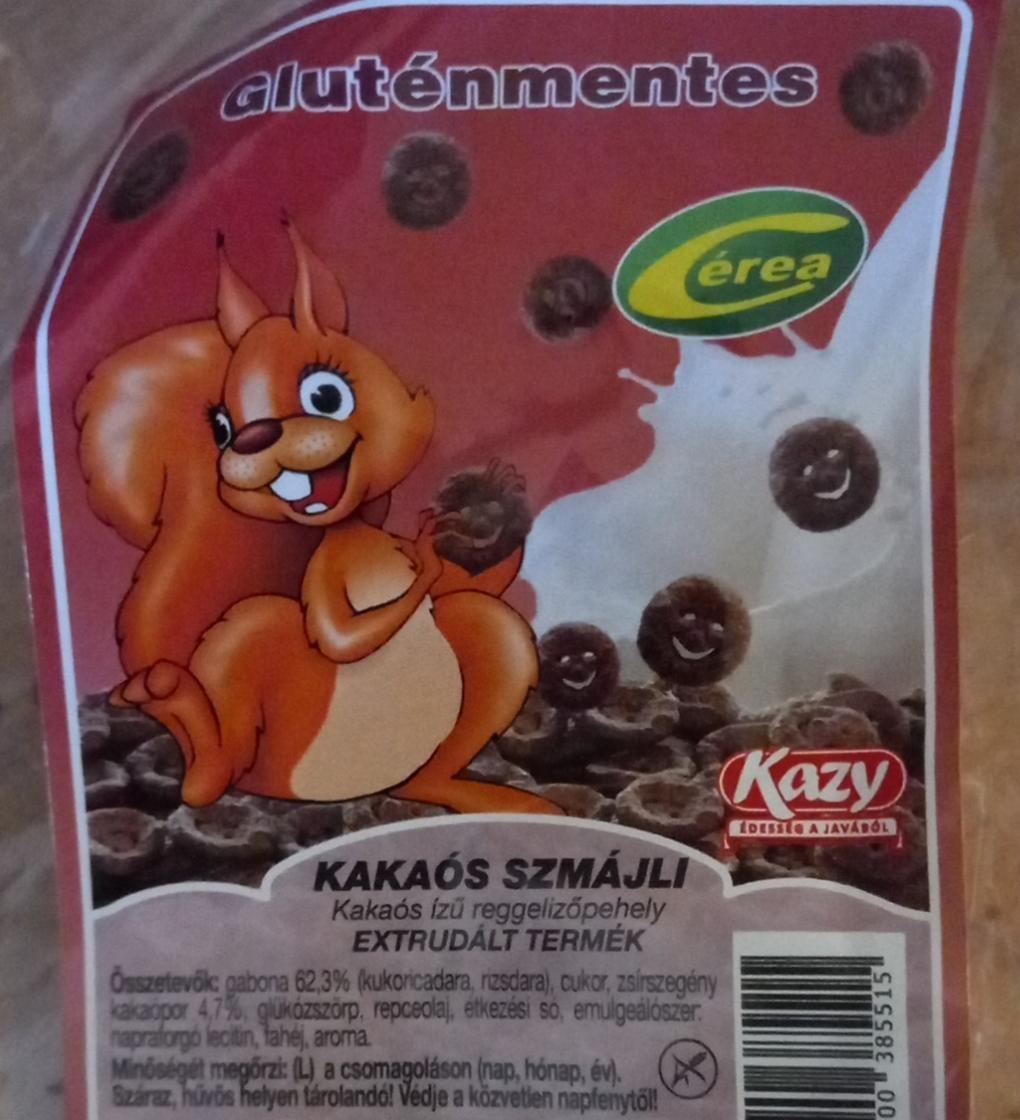 Gluténmentes
Cérea
Kazy
ÉDESSÉG A JAVÁBÓL
KAKAÓS SZMÁJLI
Kakaós ízű reggelizőpehely
EXTRUDÁLT TERMÉK
Összetevők: gabona 62,3% (kukoricadara, rizsdara), cukor, zsírszegény
kakaópor 4,7%, glükózszörp, repceolaj, étkezési só, emulgeálószer:
napraforgó lecitin, fahéj, aroma.
Minőségét megőrzi: (L) a csomagoláson (nap, hónap, év).
Száraz, hűvös helyen tárolandó! Védje a közvetlen napfénytől!
00 385515